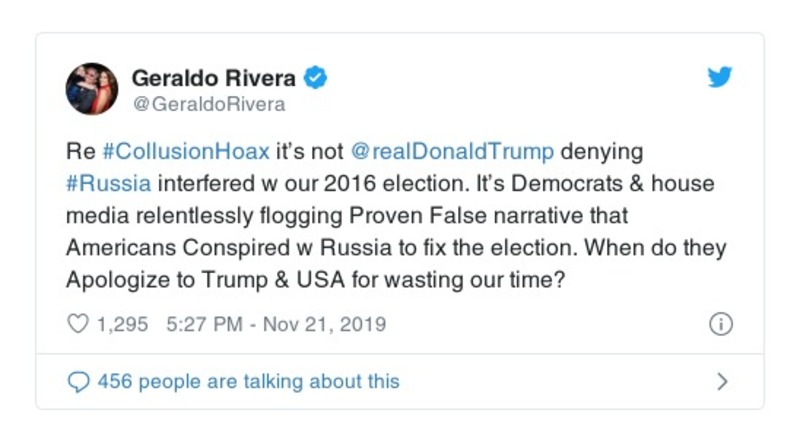 Geraldo Rivera
@GeraldoRivera
Re #CollusionHoax it’s not @realDonaldTrump denying
#Russia interfered w our 2016 election. It’s Democrats & house
media relentlessly flogging Proven False narrative that
Americans Conspired w Russia to fix the election. When do they
Apologize to Trump & USA for wasting our time?
1,295 5:27 PM - Nov 21, 2019
456 people are talking about this